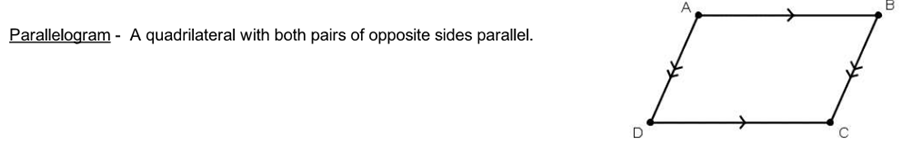 A
B
Parallelogram - A quadrilateral with both pairs of opposite sides parallel.
D
C